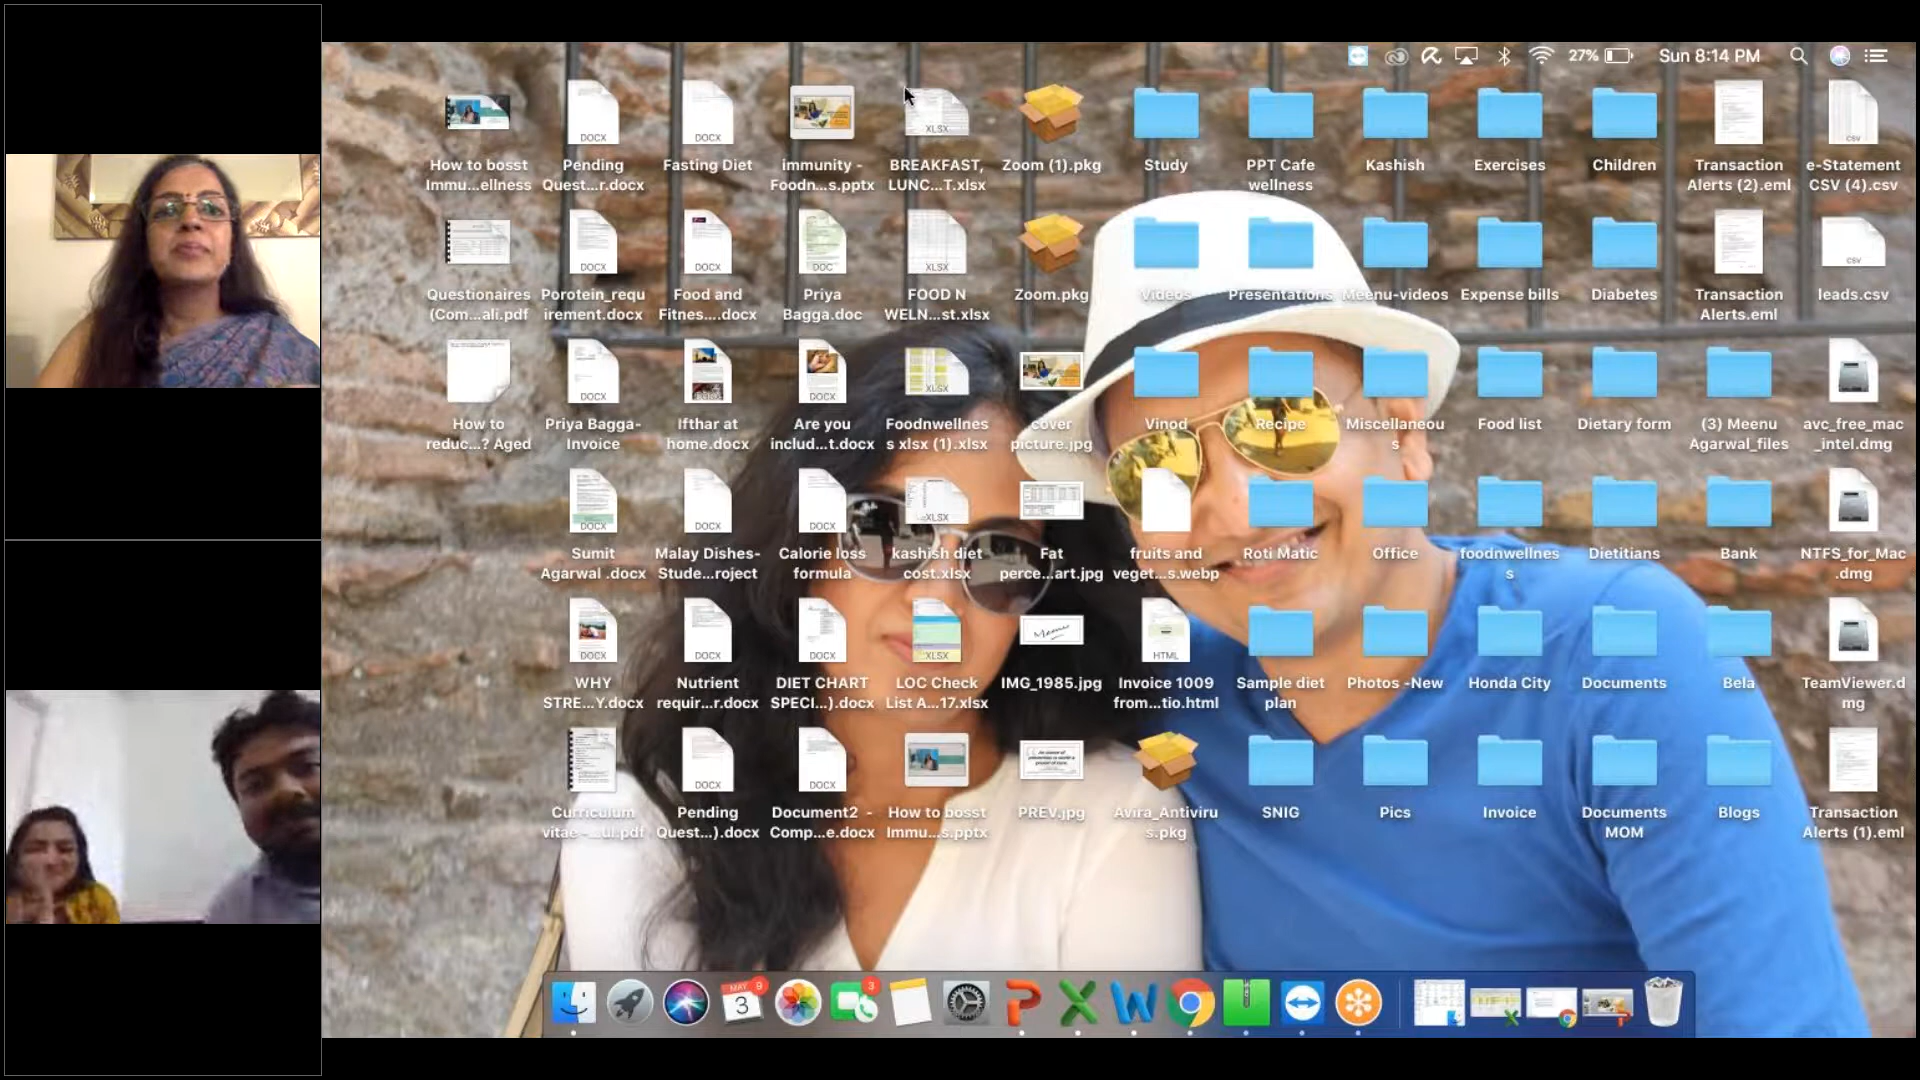 27% Sun 8:14 PM
How to bosst
Immu...ellness
Pending
Quest...r.docx
Fasting Diet
immunity -
Foodn...s.pptx
BREAKFAST,
LUNC...T.xlsx
Zoom (1).pkg
Study
PPT Cafe
wellness
Kashish
Exercises
Children
Transaction
Alerts (2).eml
e-Statement
CSV (4).csv
Questionaires
(Com...ali.pdf
Porotein_requ
irement.docx
Food and
Fitnes....docx
Priya
Bagga.doc
FOOD N
WELN...st.xlsx
Zoom.pkg
Videos
Presentations
Meenu-videos
Expense bills
Diabetes
Transaction
Alerts.eml
leads.csv
How to
reduc...? Aged
Priya Bagga-
Invoice
Ifthar at
home.docx
Are you
includ...t.docx
Foodnwellnes
s xlsx (1).xlsx
cover
picture.jpg
Vinod
Recipe
Miscellaneou
s
Food list
Dietary form
(3) Meenu
Agarwal_files
avc_free_mac
_intel.dmg
Sumit
Agarwal .docx
Malay Dishes-
Stude...roject
Calorie loss
formula
kashish diet
cost.xlsx
Fat
perce...art.jpg
fruits and
veget...s.webp
Roti Matic
Office
foodnwellnes
s
Dietitians
Bank
NTFS_for_Mac
.dmg
WHY
STRE...Y.docx
Nutrient
requir...r.docx
DIET CHART
SPECI...).docx
LOC Check
List A...17.xlsx
IMG_1985.jpg
Invoice 1009
from...tio.html
Sample diet
plan
Photos -New
Honda City
Documents
Bela
TeamViewer.d
mg
Curriculum
vitae -...ul.pdf
Pending
Quest...).docx
Document2 -
Comp...e.docx
How to bosst
Immu...s.pptx
PREV.jpg
Avira_Antiviru
s.pkg
SNIG
Pics
Invoice
Documents
MOM
Blogs
Transaction
Alerts (1).eml
MAY 9
3
3